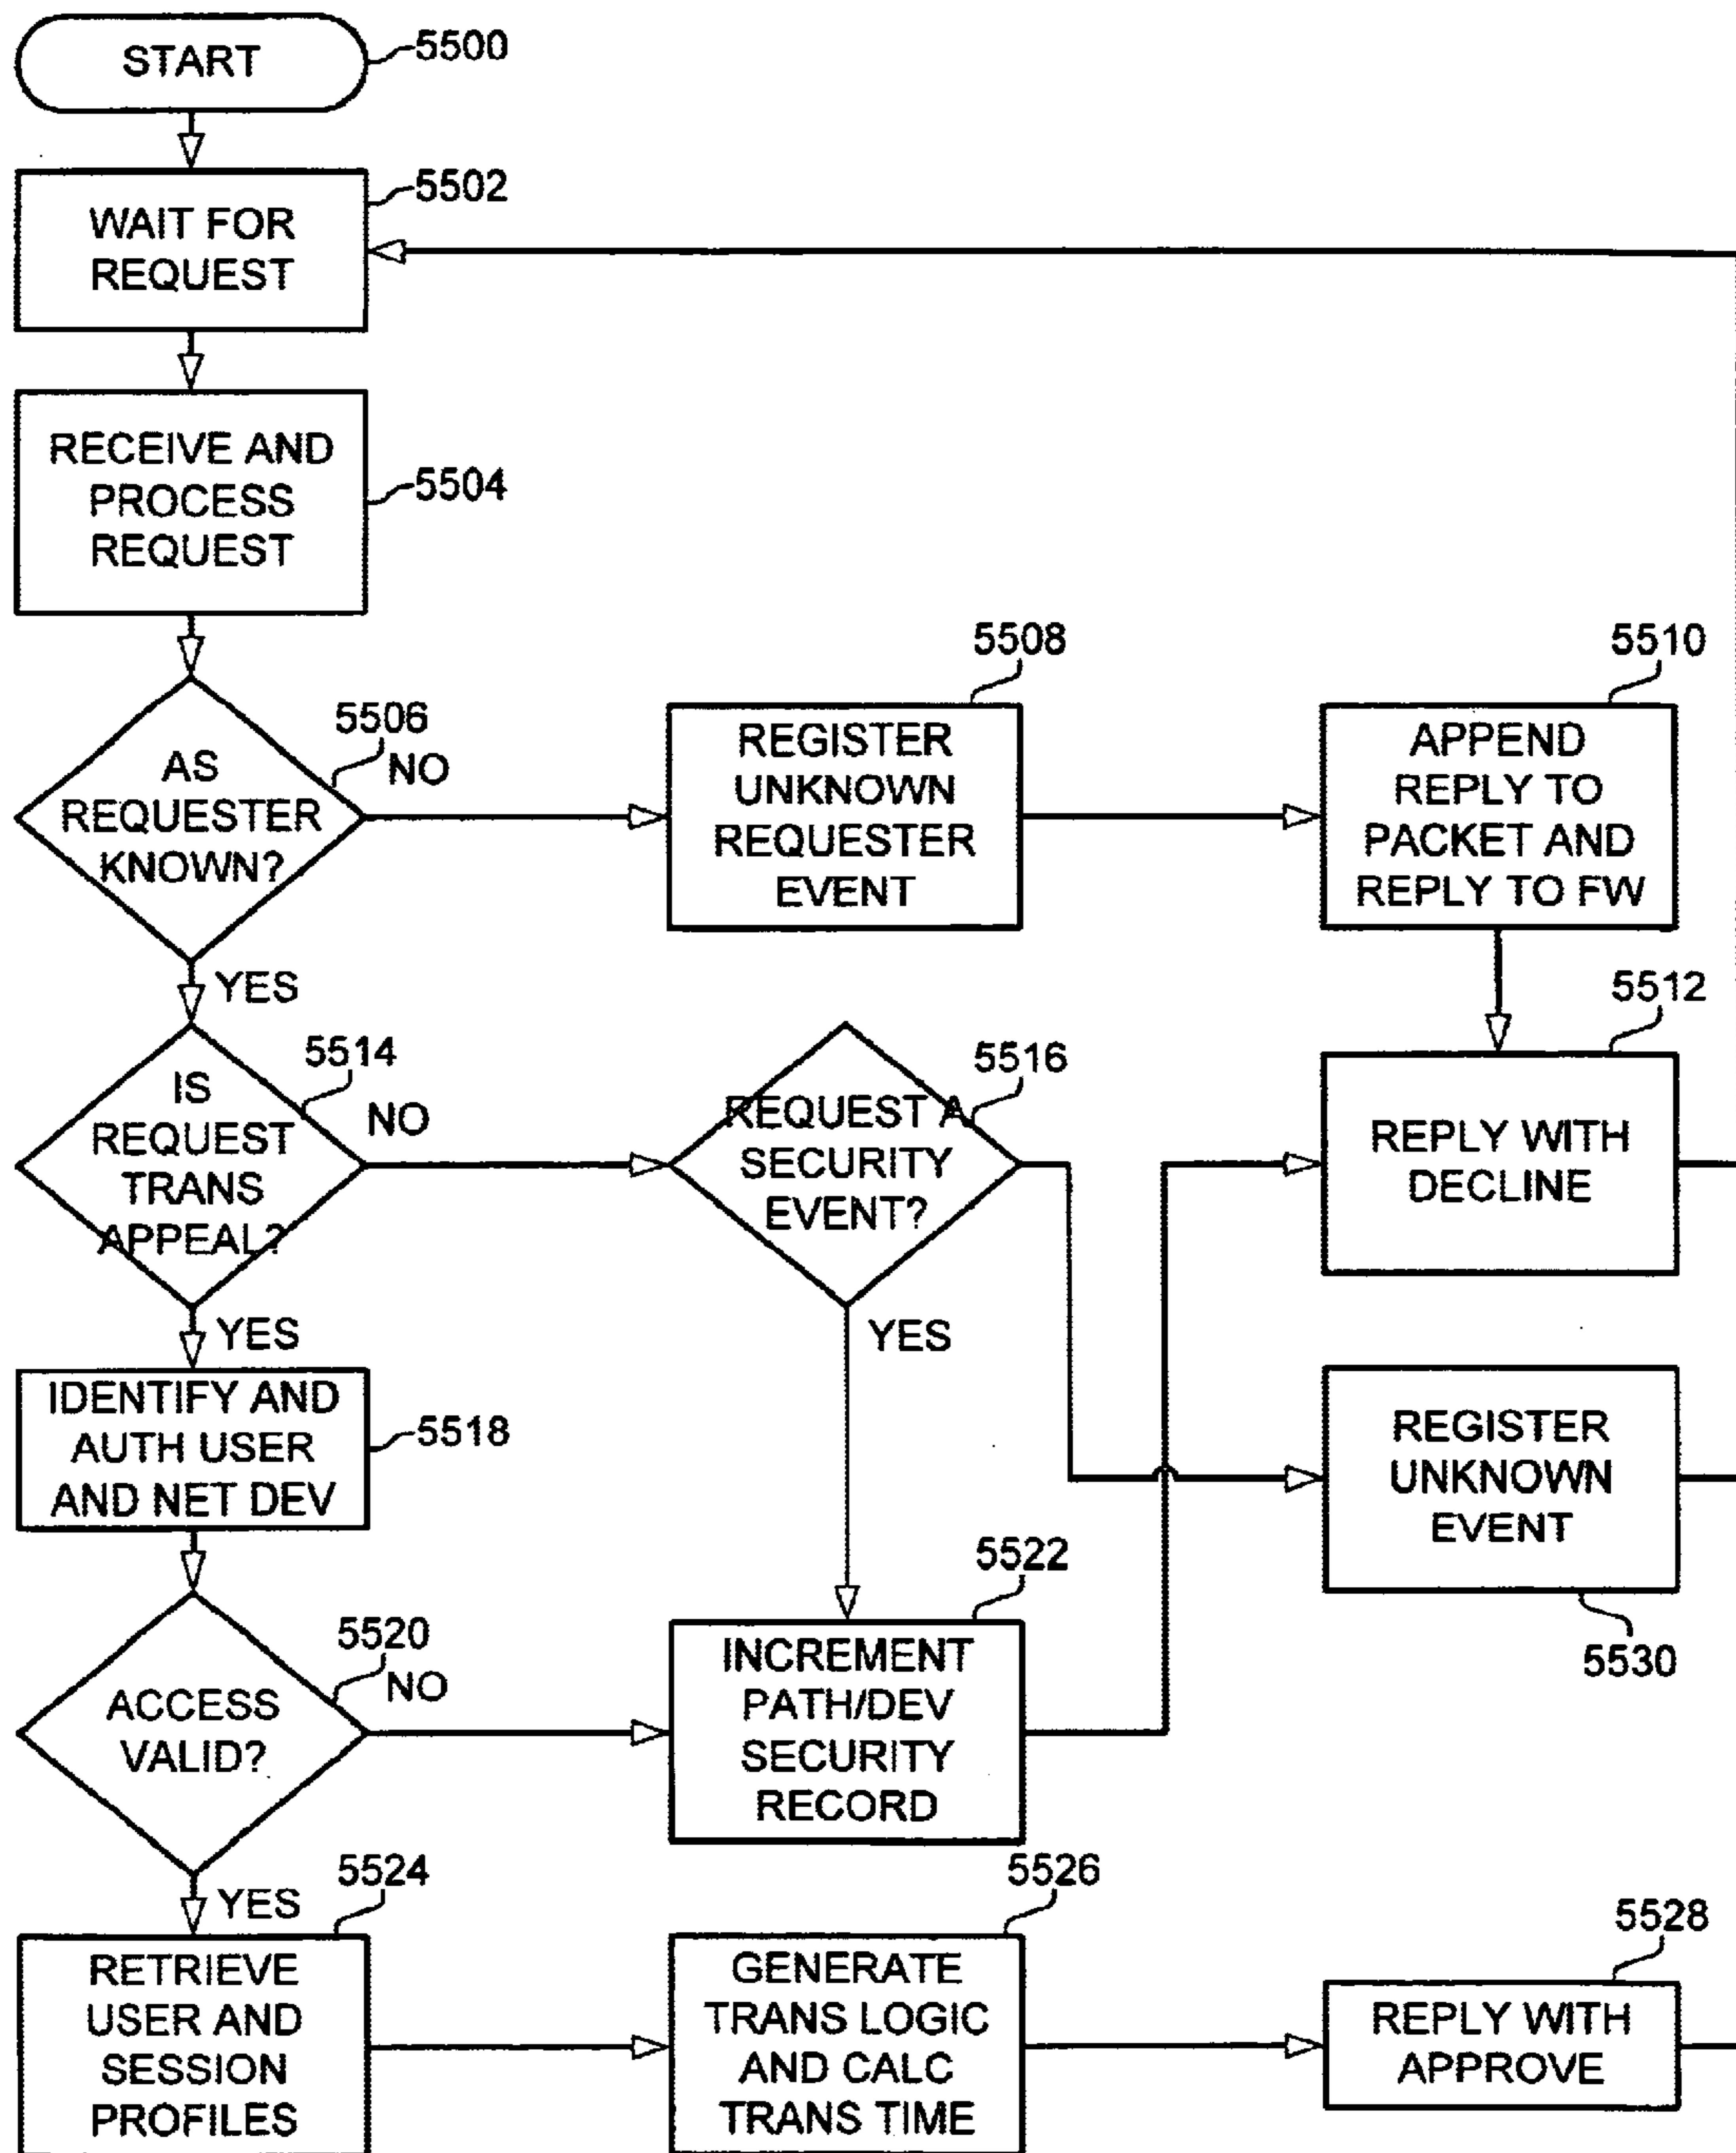 START
5500
5502
WAIT FOR
REQUEST
RECEIVE AND
PROCESS
REQUEST
5504
5506
NO
AS
REQUESTER
KNOWN?
YES
5508
REGISTER
UNKNOWN
REQUESTER
EVENT
5510
APPEND
REPLY TO
PACKET AND
REPLY TO FW
5512
REPLY WITH
DECLINE
5514
NO
IS
REQUEST
TRANS
APPEAL?
YES
5516
REQUEST A
SECURITY
EVENT?
YES
IDENTIFY AND
AUTH USER
AND NET DEV
5518
REGISTER
UNKNOWN
EVENT
5530
5520
NO
ACCESS
VALID?
YES
5522
INCREMENT
PATH/DEV
SECURITY
RECORD
5524
RETRIEVE
USER AND
SESSION
PROFILES
5526
GENERATE
TRANS LOGIC
AND CALC
TRANS TIME
5528
REPLY WITH
APPROVE